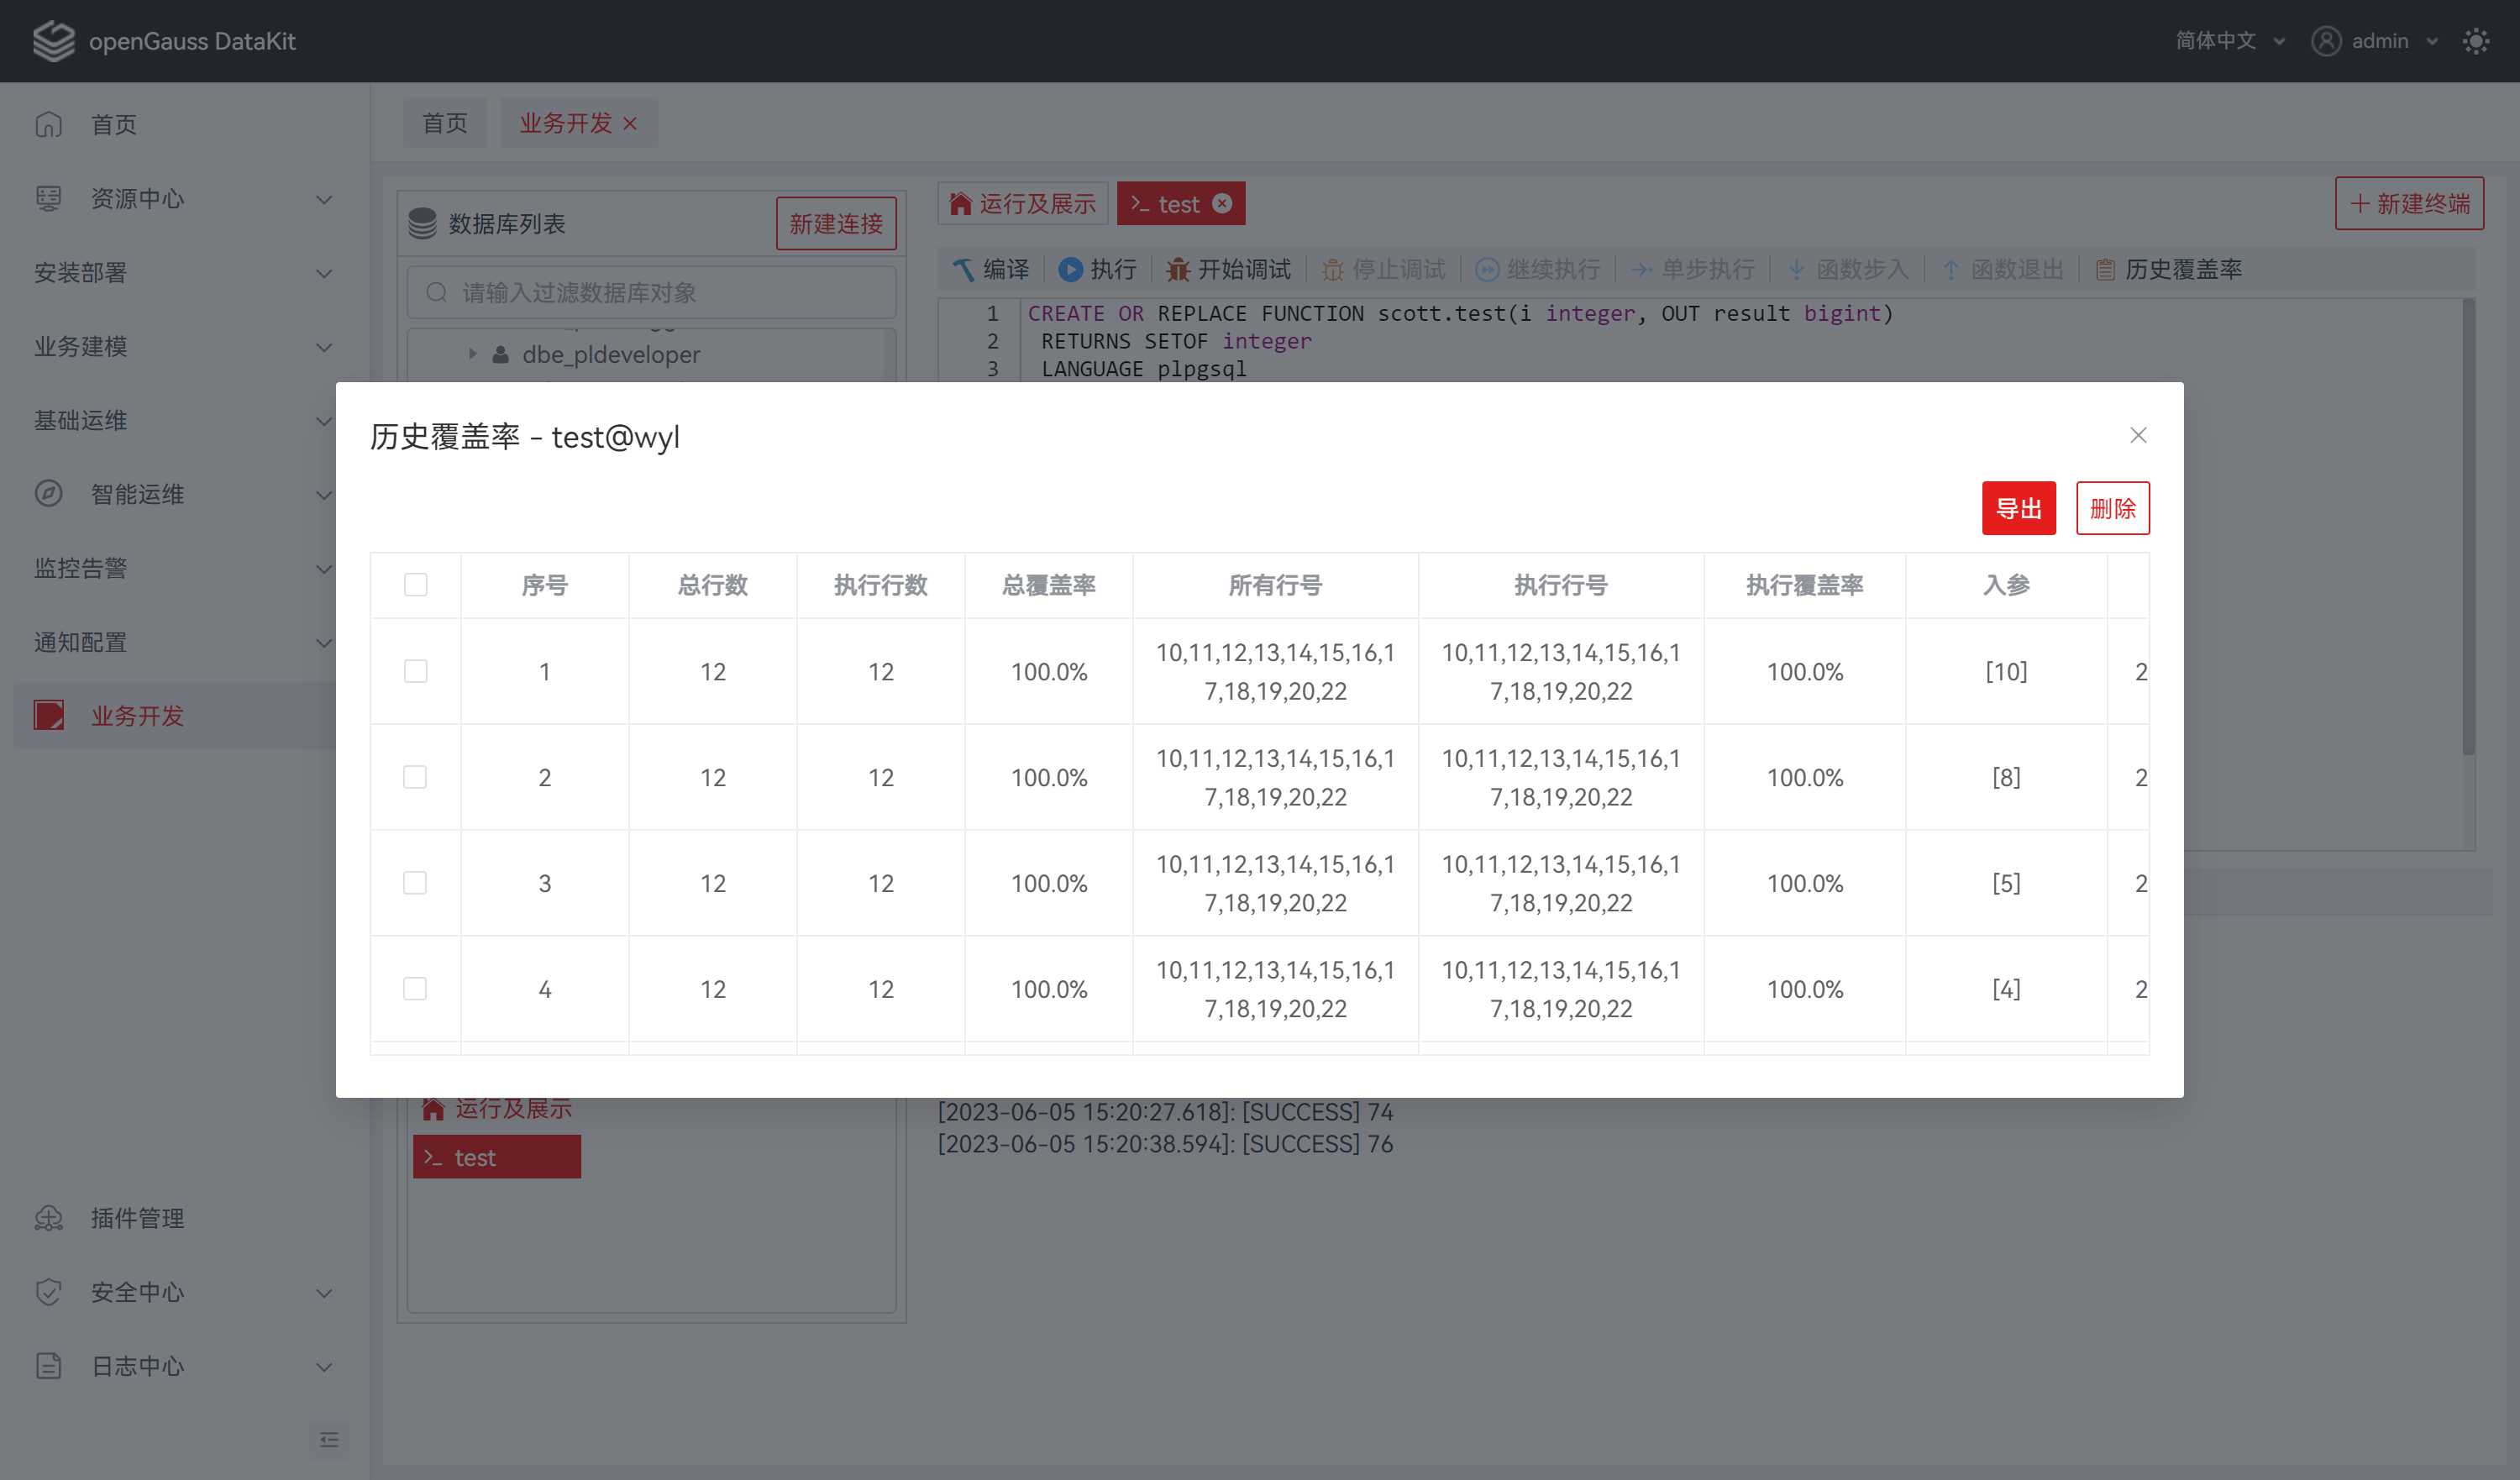 openGauss DataKit
简体中文
admin
首页
资源中心
安装部署
业务建模
基础运维
智能运维
监控告警
通知配置
业务开发
插件管理
安全中心
日志中心
首页
业务开发
数据库列表
新建连接
请输入过滤数据库对象
dbe_pldeveloper
运行及展示
test
运行及展示
test
新建终端
编译
执行
开始调试
停止调试
继续执行
单步执行
函数步入
函数退出
历史覆盖率
1 CREATE OR REPLACE FUNCTION scott.test(i integer, OUT result bigint)
2 RETURNS SETOF integer
3 LANGUAGE plpgsql
历史覆盖率 - test@wyl
导出
删除
序号 总行数 执行行数 总覆盖率 所有行号 执行行号 执行覆盖率 入参
1 12 12 100.0% 10,11,12,13,14,15,16,1 10,11,12,13,14,15,16,1 100.0% [10] 2
7,18,19,20,22 7,18,19,20,22
2 12 12 100.0% 10,11,12,13,14,15,16,1 10,11,12,13,14,15,16,1 100.0% [8] 2
7,18,19,20,22 7,18,19,20,22
3 12 12 100.0% 10,11,12,13,14,15,16,1 10,11,12,13,14,15,16,1 100.0% [5] 2
7,18,19,20,22 7,18,19,20,22
4 12 12 100.0% 10,11,12,13,14,15,16,1 10,11,12,13,14,15,16,1 100.0% [4] 2
7,18,19,20,22 7,18,19,20,22
[2023-06-05 15:20:27.618]: [SUCCESS] 74
[2023-06-05 15:20:38.594]: [SUCCESS] 76